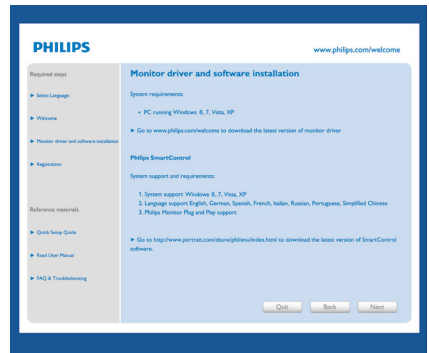 PHILIPS
www.philips.com/welcome
Required steps
Select Language:
Welcome
Monitor driver and software installation
Registration
Reference materials
Quick Setup Quide
Read User Manual
FAQ & Troubleshooting
Monitor driver and software installation
System requirements:
• PC running Windows 8, 7, Vista, XP
Go to www.philips.com/welcome to download the latest version of monitor driver
Philips SmartControl
System support and requirements:
1. System support Windows 8, 7, Vista, XP
2. Language support English, German, Spanish, French, Italian, Russian, Portuguese, Simplified Chinese
3. Philips Monitor Plug and Play support
Go to http://www.portrait.com/dtune/phl/enu/index.html to download the latest version of SmartControl
software.
Quit
Back
Next